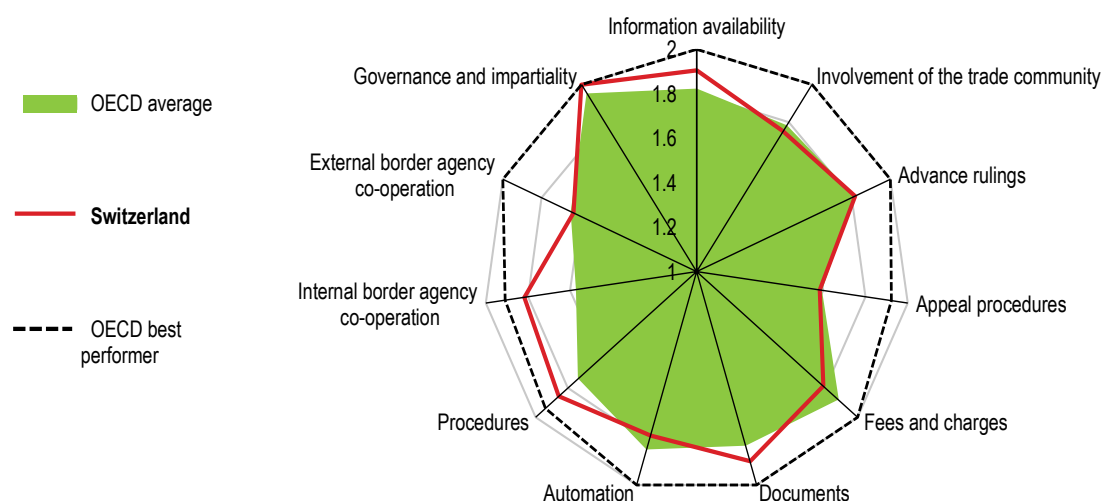 OECD average
Switzerland
OECD best
performer
Information availability
Involvement of the trade community
Advance rulings
Appeal procedures
Fees and charges
Documents
Automation
Procedures
Internal border agency
co-operation
External border agency
co-operation
Governance and impartiality
2
1.8
1.6
1.4
1.2
1